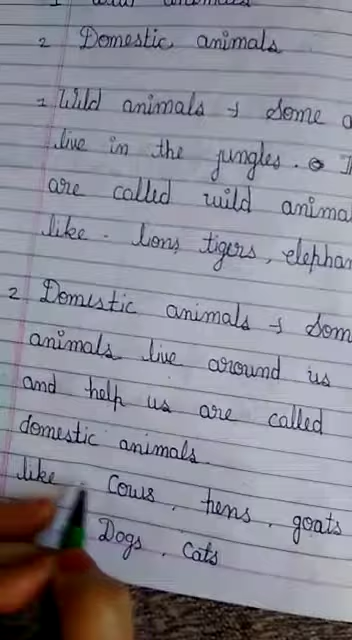 2 Domestic animals
1 Wild animals → Some a
live in the jungles.
are called wild anima
like - lons, tigers, elephan
2 Domestic animals → Som
animals live around us
and help us are called
domestic animals
like - Cows, hens, goats
Dogs, Cats